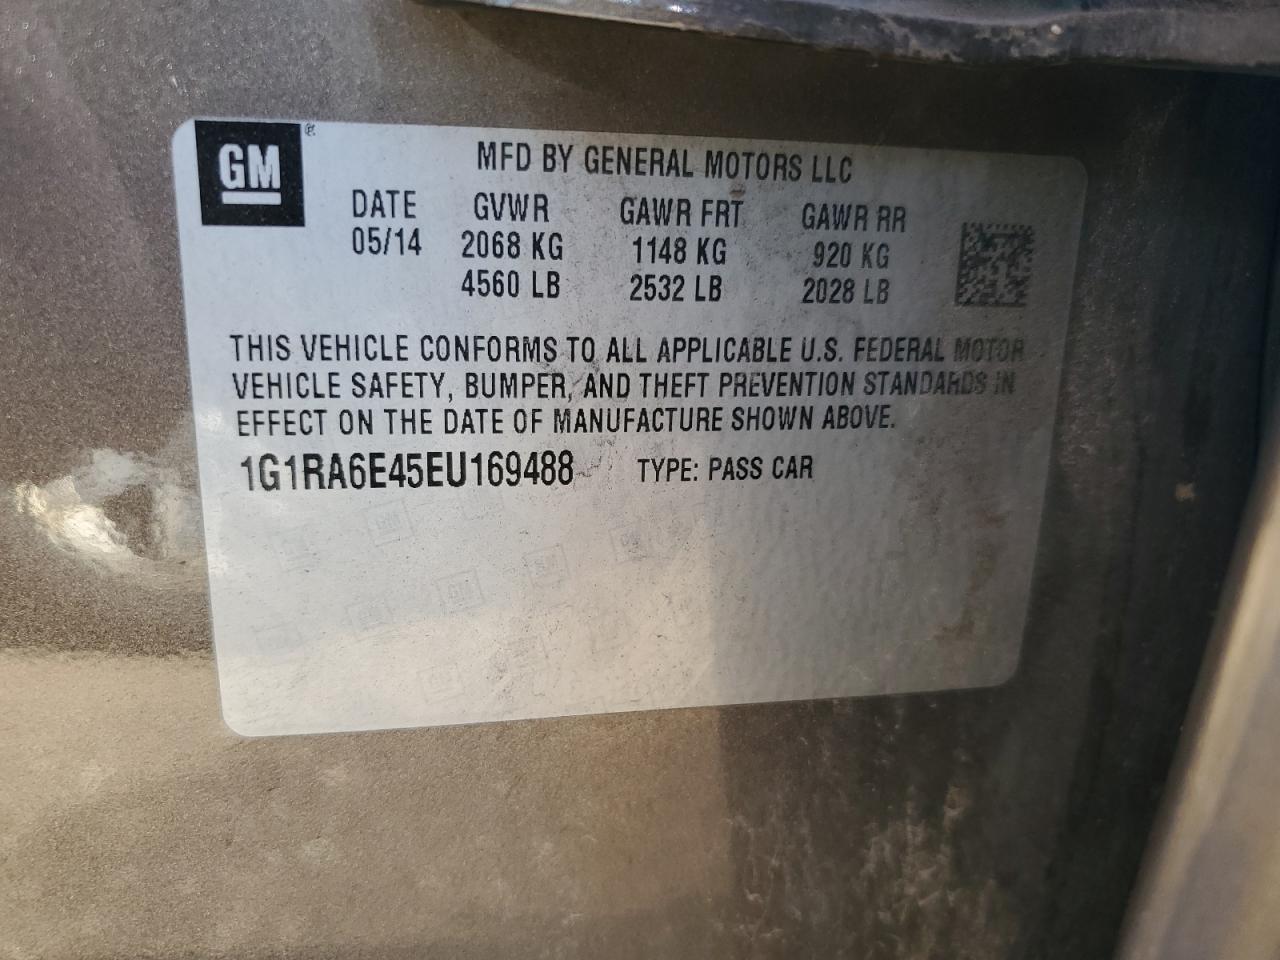 GM®
MFD BY GENERAL MOTORS LLC
DATE GVWR GAWR FRT GAWR RR
05/14 2068 KG 1148 KG 920 KG
4560 LB 2532 LB 2028 LB
THIS VEHICLE CONFORMS TO ALL APPLICABLE U.S. FEDERAL MOTOR
VEHICLE SAFETY, BUMPER, AND THEFT PREVENTION STANDARDS IN
EFFECT ON THE DATE OF MANUFACTURE SHOWN ABOVE.
1G1RA6E45EU169488 TYPE: PASS CAR